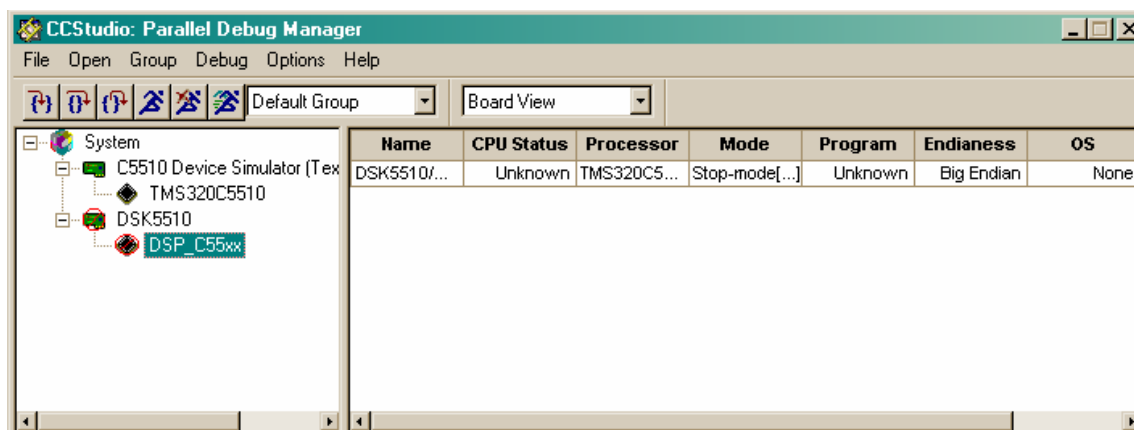 CCStudio: Parallel Debug Manager
File Open Group Debug Options Help
Default Group Board View
System
C5510 Device Simulator (Tex
TMS320C5510
DSK5510
DSP_C55xx
Name CPU Status Processor Mode Program Endianess OS
DSK5510/... Unknown TMS320C5... Stop-mode[...] Unknown Big Endian None